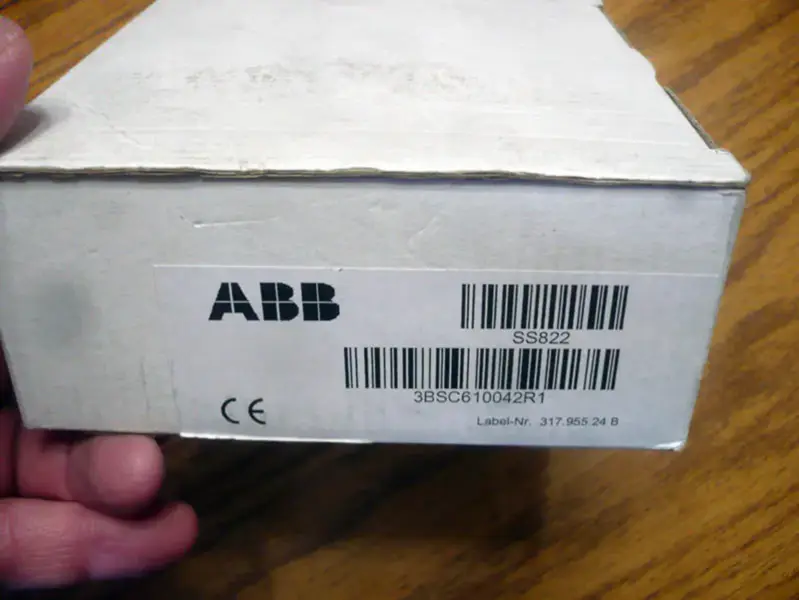 ABB
SS822
3BSC610042R1
CE
Label-Nr. 317.955.24 B